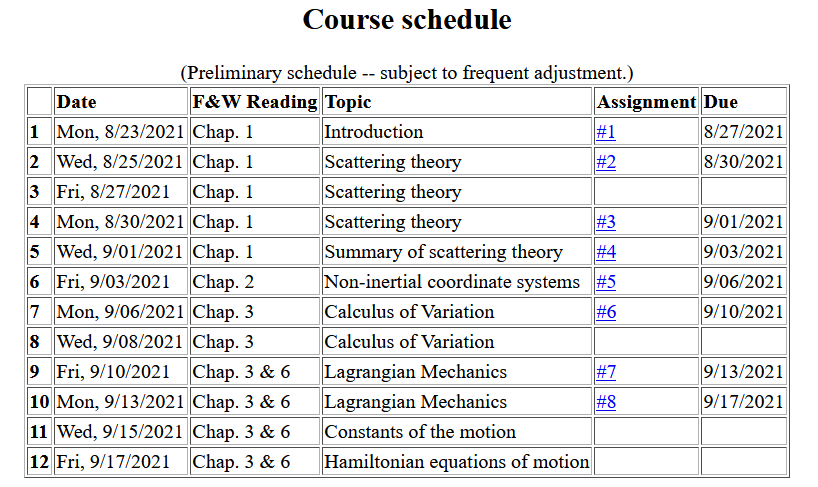 Course schedule
(Preliminary schedule -- subject to frequent adjustment.)
Date F&W Reading Topic Assignment Due
1 Mon, 8/23/2021 Chap. 1 Introduction #1 8/27/2021
2 Wed, 8/25/2021 Chap. 1 Scattering theory #2 8/30/2021
3 Fri, 8/27/2021 Chap. 1 Scattering theory
4 Mon, 8/30/2021 Chap. 1 Scattering theory #3 9/01/2021
5 Wed, 9/01/2021 Chap. 1 Summary of scattering theory #4 9/03/2021
6 Fri, 9/03/2021 Chap. 2 Non-inertial coordinate systems #5 9/06/2021
7 Mon, 9/06/2021 Chap. 3 Calculus of Variation #6 9/10/2021
8 Wed, 9/08/2021 Chap. 3 Calculus of Variation
9 Fri, 9/10/2021 Chap. 3 & 6 Lagrangian Mechanics #7 9/13/2021
10 Mon, 9/13/2021 Chap. 3 & 6 Lagrangian Mechanics #8 9/17/2021
11 Wed, 9/15/2021 Chap. 3 & 6 Constants of the motion
12 Fri, 9/17/2021 Chap. 3 & 6 Hamiltonian equations of motion